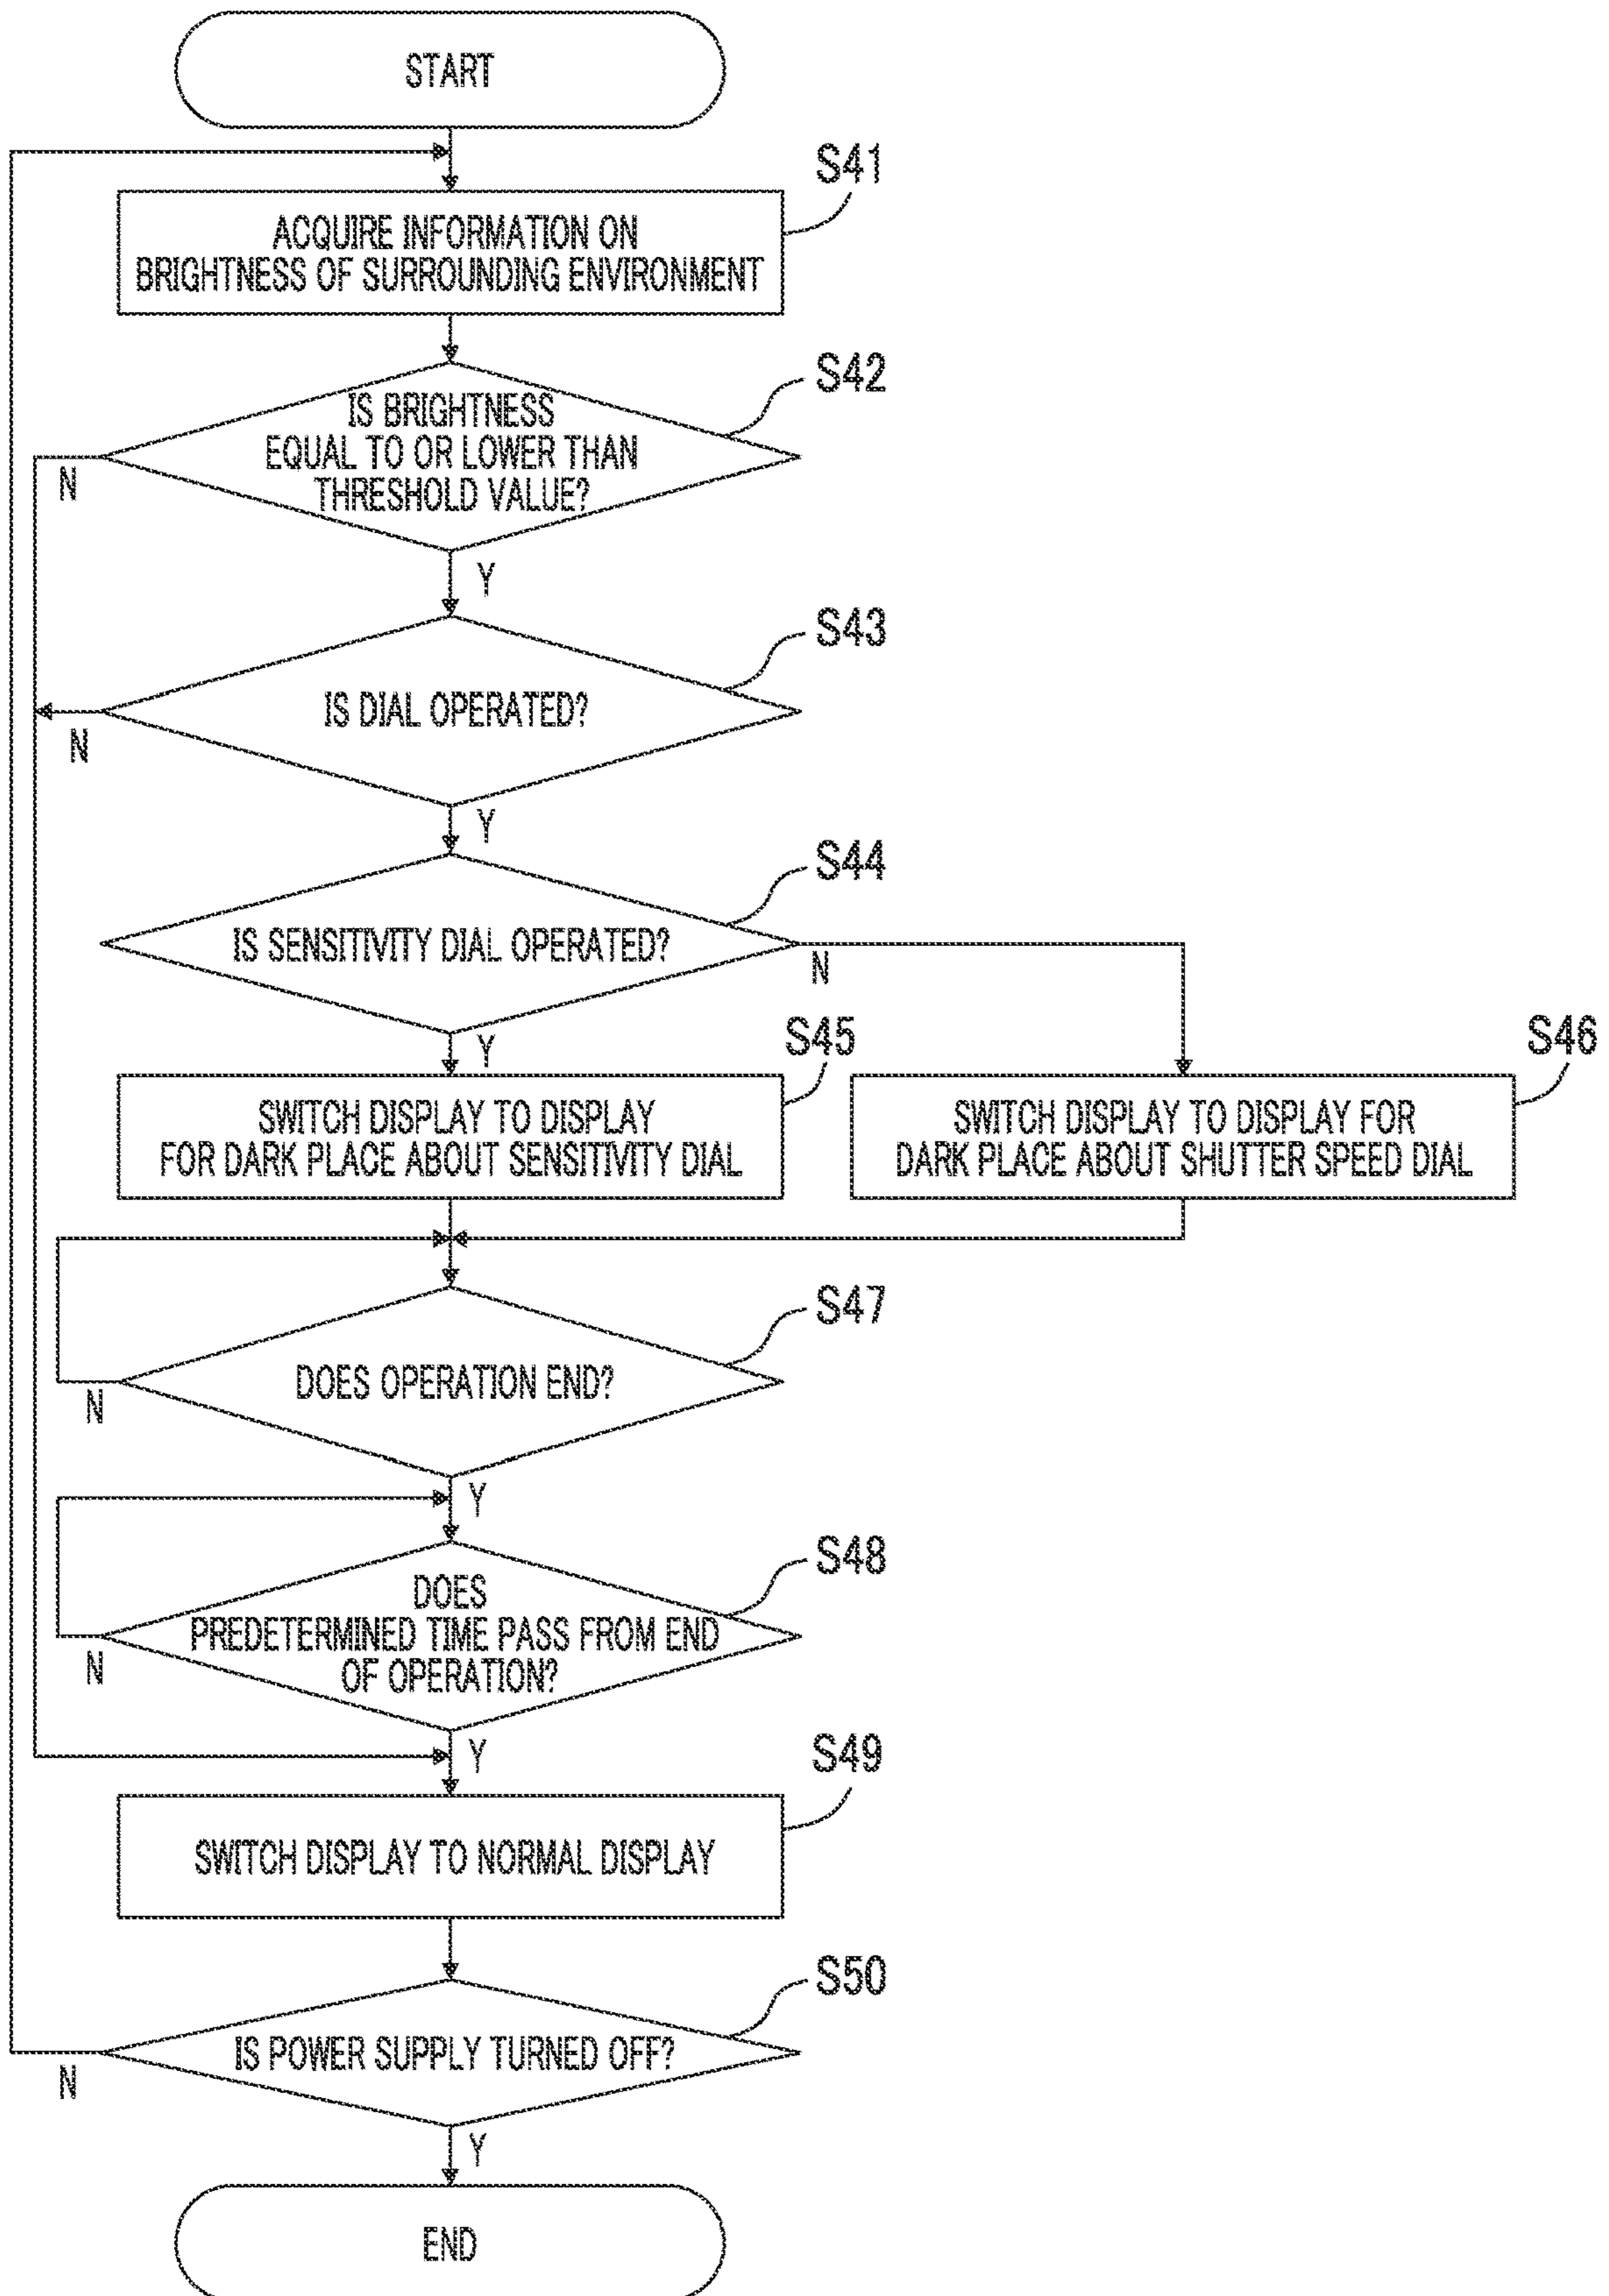 START
S41
ACQUIRE INFORMATION ON
BRIGHTNESS OF SURROUNDING ENVIRONMENT
S42
IS BRIGHTNESS
EQUAL TO OR LOWER THAN
THRESHOLD VALUE?
N
Y
S43
IS DIAL OPERATED?
N
Y
S44
IS SENSITIVITY DIAL OPERATED?
N
Y
S45
SWITCH DISPLAY TO DISPLAY
FOR DARK PLACE ABOUT SENSITIVITY DIAL
S46
SWITCH DISPLAY TO DISPLAY FOR
DARK PLACE ABOUT SHUTTER SPEED DIAL
S47
DOES OPERATION END?
N
Y
S48
DOES
PREDETERMINED TIME PASS FROM END
OF OPERATION?
N
Y
S49
SWITCH DISPLAY TO NORMAL DISPLAY
S50
IS POWER SUPPLY TURNED OFF?
N
Y
END